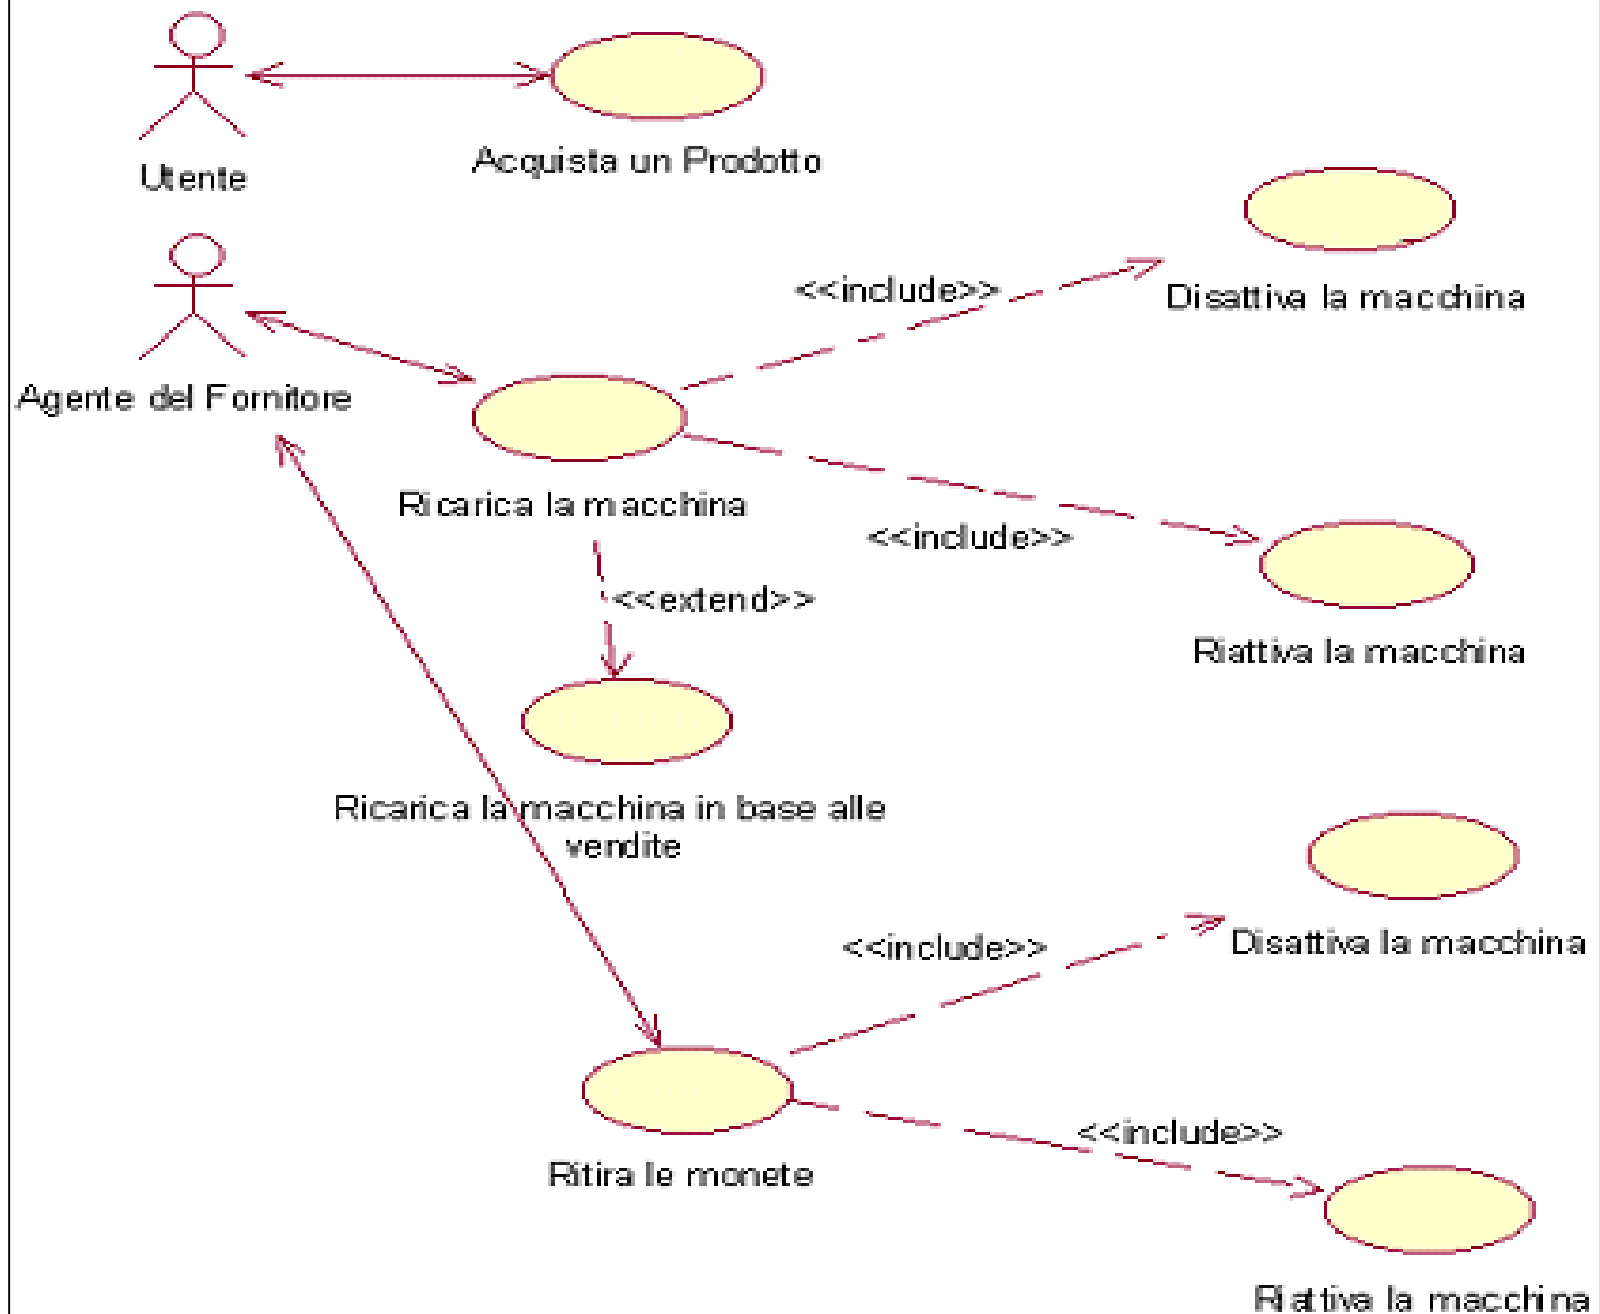 Utente
Acquista un Prodotto
Disattiva la macchina
<<include>>
Agente del Fornitore
Ricarica la macchina
<<include>>
Riattiva la macchina
<<extend>>
Ricarica la macchina in base alle
vendite
<<include>>
Disattiva la macchina
Ritira le monete
<<include>>
Riattiva la macchina